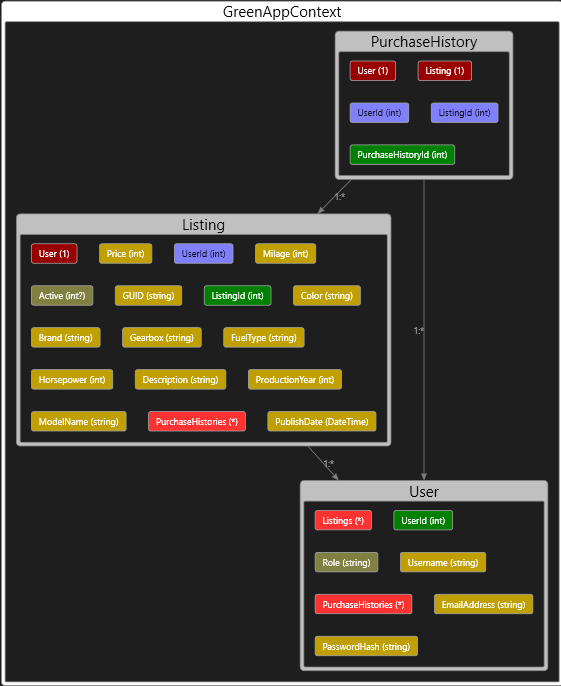 GreenAppContext
PurchaseHistory
User (1) Listing (1)
UserId (int) ListingId (int)
PurchaseHistoryId (int)
1:*
Listing
User (1) Price (int) UserId (int) Milage (int)
Active (int?) GUID (string) ListingId (int) Color (string)
Brand (string) Gearbox (string) FuelType (string)
Horsepower (int) Description (string) ProductionYear (int)
ModelName (string) PurchaseHistories (*) PublishDate (DateTime)
1:*
1:*
User
Listings (*) UserId (int)
Role (string) Username (string)
PurchaseHistories (*) EmailAddress (string)
PasswordHash (string)